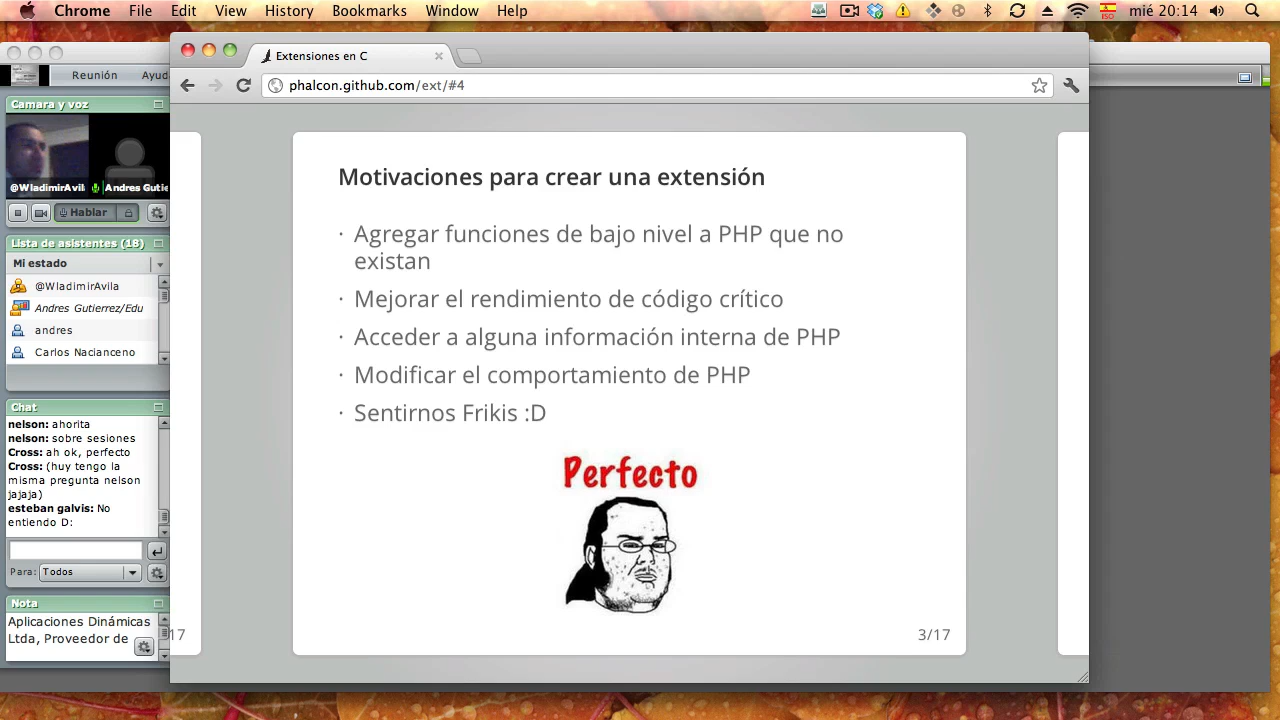 Chrome File Edit View History Bookmarks Window Help
ISO mié 20:14
Extensiones en C
phalcon.github.com/ext/#4
Reunión Ayud
Camara y voz
@WladimirAvil Andres Gutie
Hablar
Lista de asistentes (18)
Mi estado
@WladimirAvila
Andres Gutierrez/Edu
andres
Carlos Nacianceno
Chat
nelson: ahorita
nelson: sobre sesiones
Cross: ah ok, perfecto
Cross: (huy tengo la
misma pregunta nelson
jajaja)
esteban galvis: No
entiendo D:
Para: Todos
Nota
Aplicaciones Dinámicas
Ltda, Proveedor de
17
Motivaciones para crear una extensión
· Agregar funciones de bajo nivel a PHP que no
existan
· Mejorar el rendimiento de código crítico
· Acceder a alguna información interna de PHP
· Modificar el comportamiento de PHP
· Sentirnos Frikis :D
Perfecto
3/17